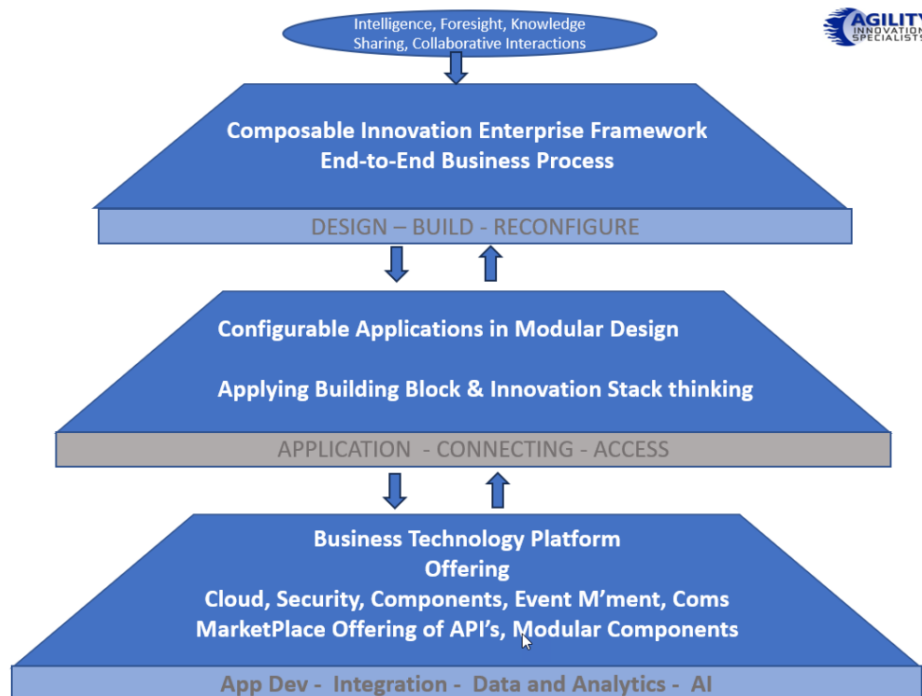 Intelligence, Foresight, Knowledge
Sharing, Collaborative Interactions
AGILITY
INNOVATION
SPECIALISTS
Composable Innovation Enterprise Framework
End-to-End Business Process
DESIGN – BUILD - RECONFIGURE
Configurable Applications in Modular Design
Applying Building Block & Innovation Stack thinking
APPLICATION - CONNECTING - ACCESS
Business Technology Platform
Offering
Cloud, Security, Components, Event M’ment, Coms
MarketPlace Offering of API’s, Modular Components
App Dev - Integration - Data and Analytics - AI